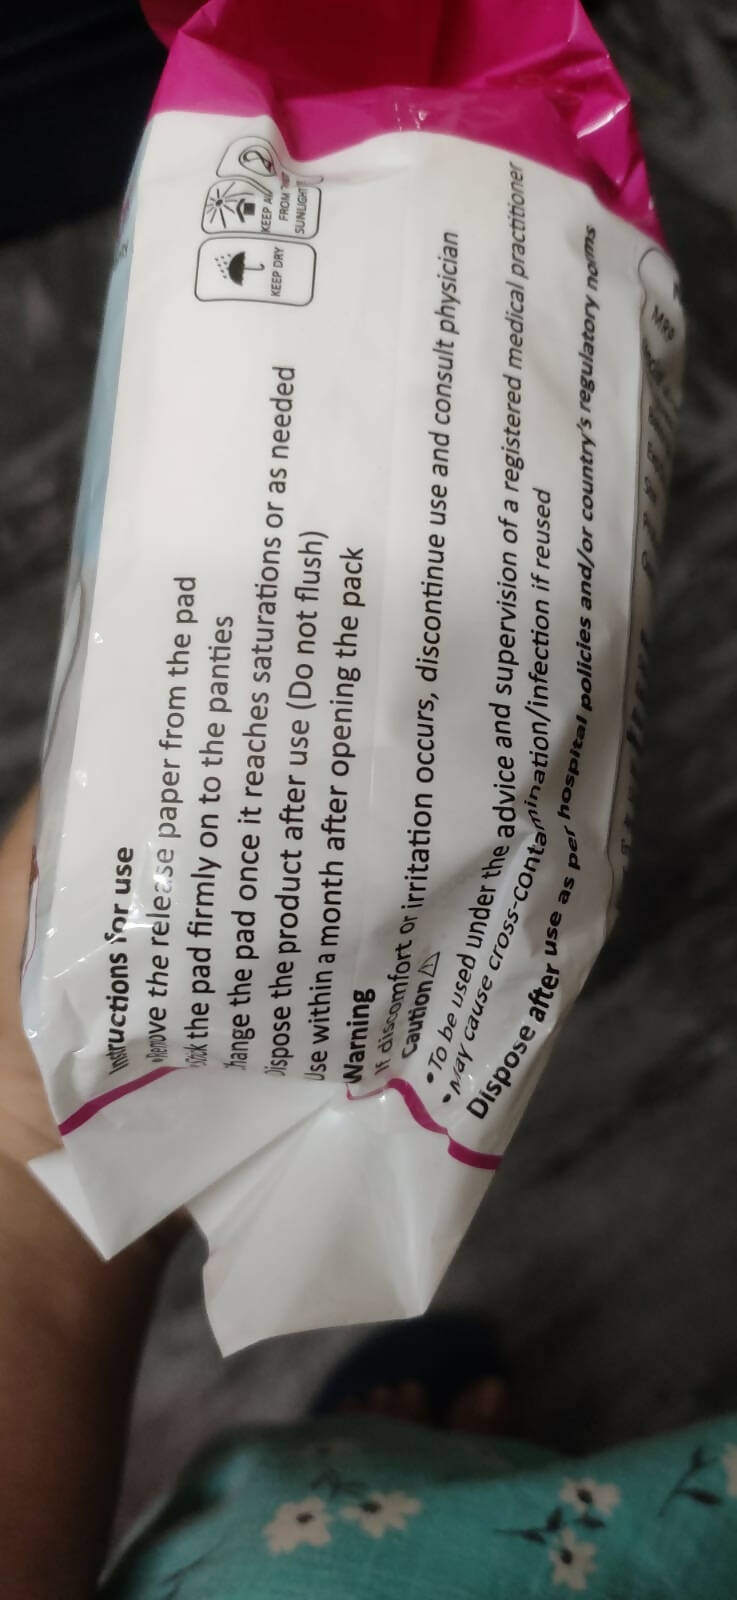 Instructions for use
•Remove the release paper from the pad
the pad firmly on to the panties
hange the pad once it reaches saturations or as needed
ispose the product after use (Do not flush)
Use within a month after opening the pack
Warning
If discomfort or irritation occurs, discontinue use and consult physician
Caution⚠
•To be used under the advice and supervision of a registered medical practitioner
•May cause cross-contamination/infection if reused
Dispose after use as per hospital policies and/or country's regulatory norms
KEEP DRY
KEEP A
FROM
SUNLIGHT
2
MRP